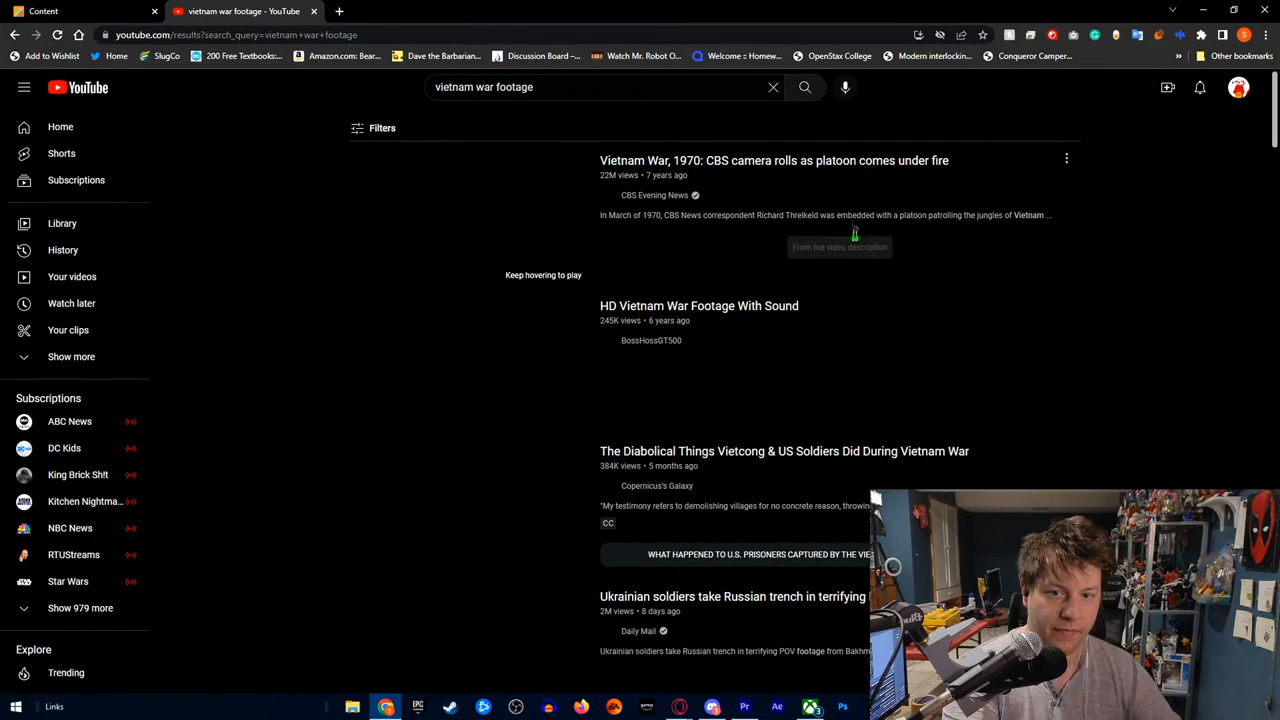 Content
vietnam war footage - YouTube
youtube.com/results?search_query=vietnam+war+footage
Add to Wishlist
Home
SlugCo
200 Free Textbooks:...
Amazon.com: Books...
Dave the Barbarian...
Discussion Board –...
Watch Mr. Robot O...
Welcome :: Homew...
OpenStax College
Modern interlockin...
Conqueror Camper...
Other bookmarks
YouTube
vietnam war footage
Home
Shorts
Subscriptions
Library
History
Your videos
Watch later
Your clips
Show more
Subscriptions
ABC News
DC Kids
King Brick Sh!t
Kitchen Nightma...
NBC News
RTUStreams
Star Wars
Show 979 more
Explore
Trending
Filters
Vietnam War, 1970: CBS camera rolls as platoon comes under fire
22M views • 7 years ago
CBS Evening News
In March of 1970, CBS News correspondent Richard Threlkeld was embedded with a platoon patrolling the jungles of Vietnam ...
From the video description
Keep hovering to play
HD Vietnam War Footage With Sound
245K views • 6 years ago
BossHossGT500
The Diabolical Things Vietcong & US Soldiers Did During Vietnam War
384K views • 5 months ago
Copernicus's Galaxy
"My testimony refers to demolishing villages for no concrete reason, throwing
CC
WHAT HAPPENED TO U.S. PRISONERS CAPTURED BY THE VIE
Ukrainian soldiers take Russian trench in terrifying
2M views • 8 days ago
Daily Mail
Ukrainian soldiers take Russian trench in terrifying POV footage from Bakhm
Links